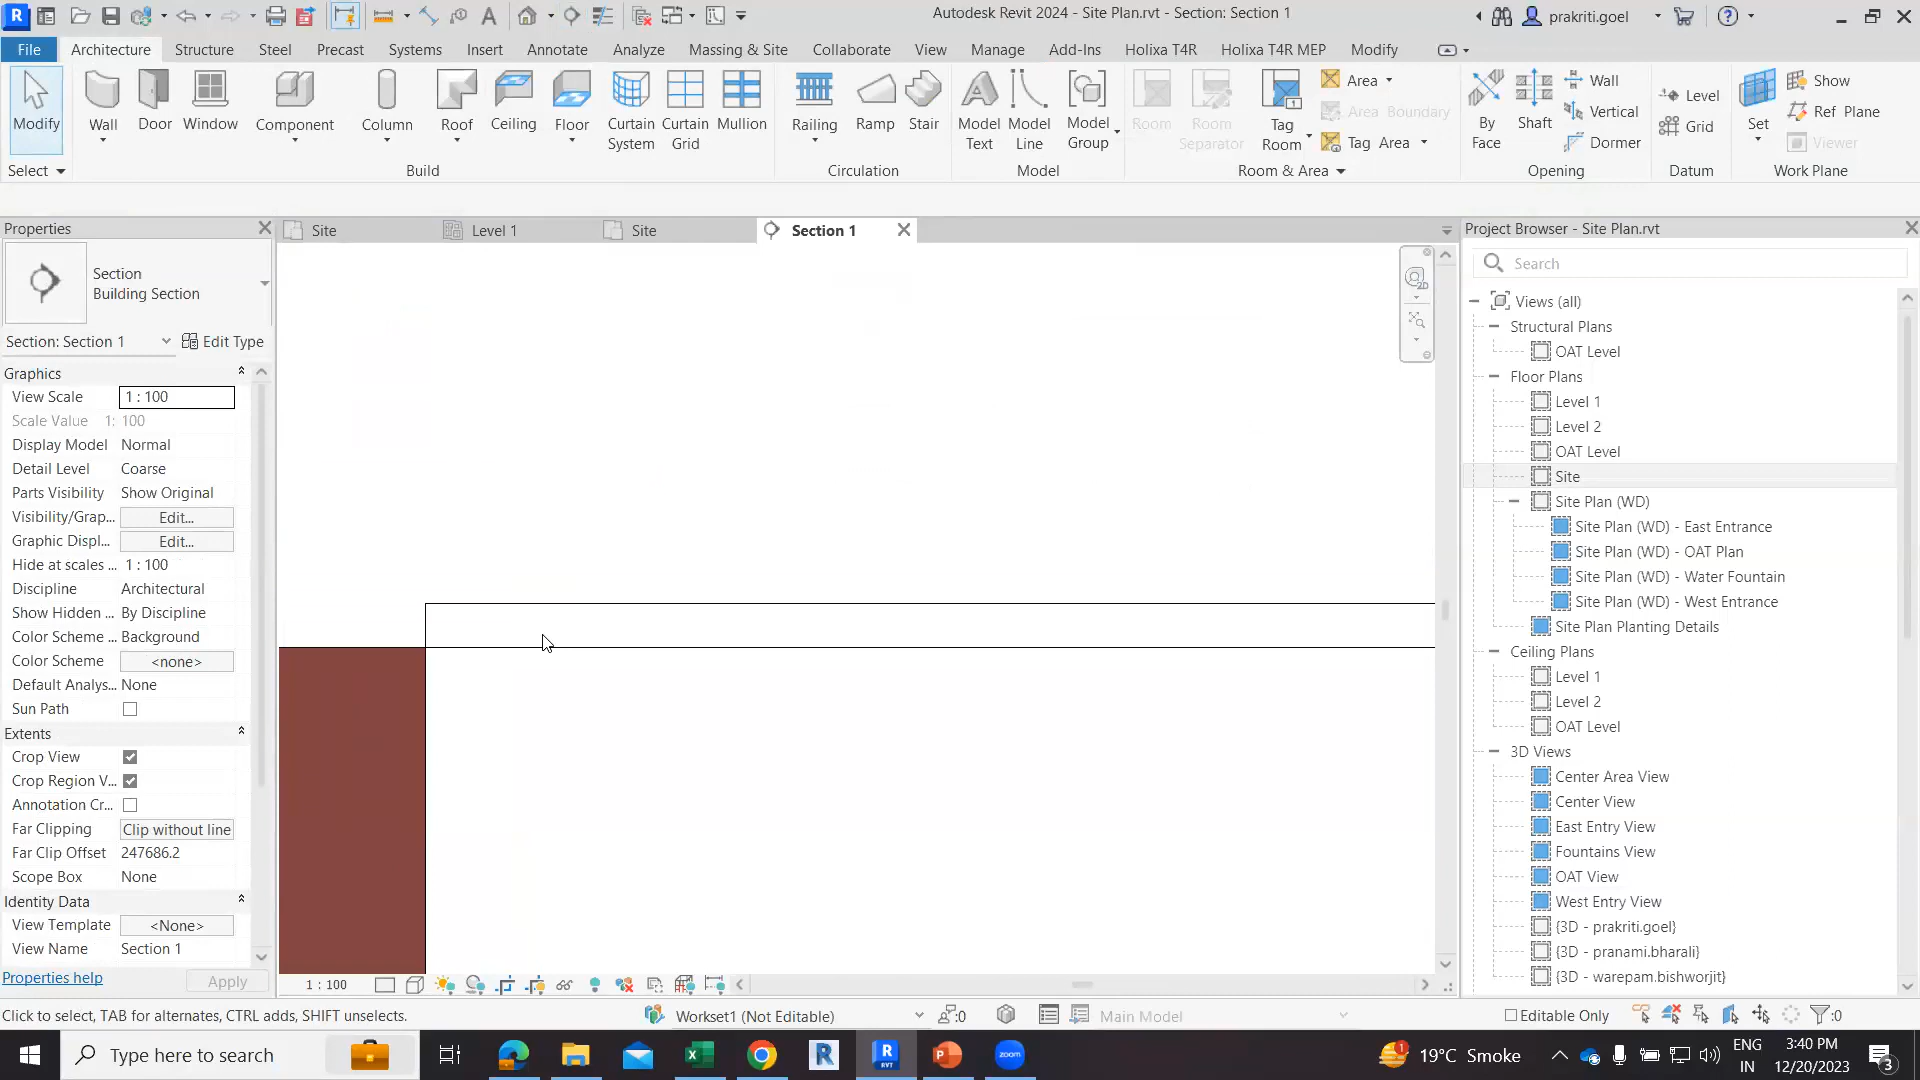 Autodesk Revit 2024 - Site Plan.rvt - Section: Section 1
prakriti.goel
File Architecture Structure Steel Precast Systems Insert Annotate Analyze Massing & Site Collaborate View Manage Add-Ins Holixa T4R Holixa T4R MEP Modify
Modify
Wall
Door
Window
Component
Column
Roof
Ceiling
Floor
Curtain System
Curtain Grid
Mullion
Railing
Ramp
Stair
Model Text
Model Line
Model Group
Room
Room Separator
Tag Room
Area
Area Boundary
Tag Area
By Face
Shaft
Wall
Vertical
Dormer
Level
Grid
Set
Show
Ref Plane
Viewer
Select Build Circulation Model Room & Area Opening Datum Work Plane
Properties
Section
Building Section
Section: Section 1 Edit Type
Graphics
View Scale 1 : 100
Scale Value 1: 100
Display Model Normal
Detail Level Coarse
Parts Visibility Show Original
Visibility/Grap... Edit...
Graphic Displ... Edit...
Hide at scales ... 1 : 100
Discipline Architectural
Show Hidden ... By Discipline
Color Scheme ... Background
Color Scheme <none>
Default Analys... None
Sun Path
Extents
Crop View
Crop Region V...
Annotation Cr...
Far Clipping Clip without line
Far Clip Offset 247686.2
Scope Box None
Identity Data
View Template <None>
View Name Section 1
Properties help Apply
Site Level 1 Site Section 1
2D
Project Browser - Site Plan.rvt
Search
Views (all)
Structural Plans
OAT Level
Floor Plans
Level 1
Level 2
OAT Level
Site
Site Plan (WD)
Site Plan (WD) - East Entrance
Site Plan (WD) - OAT Plan
Site Plan (WD) - Water Fountain
Site Plan (WD) - West Entrance
Site Plan Planting Details
Ceiling Plans
Level 1
Level 2
OAT Level
3D Views
Center Area View
Center View
East Entry View
Fountains View
OAT View
West Entry View
{3D - prakriti.goel}
{3D - pranami.bharali}
{3D - warepam.bishworjit}
1 : 100
Click to select, TAB for alternates, CTRL adds, SHIFT unselects.
Workset1 (Not Editable) :0 Main Model Editable Only :0
Type here to search
RVT
zoom
1
19°C Smoke
ENG
IN
3:40 PM
12/20/2023
3